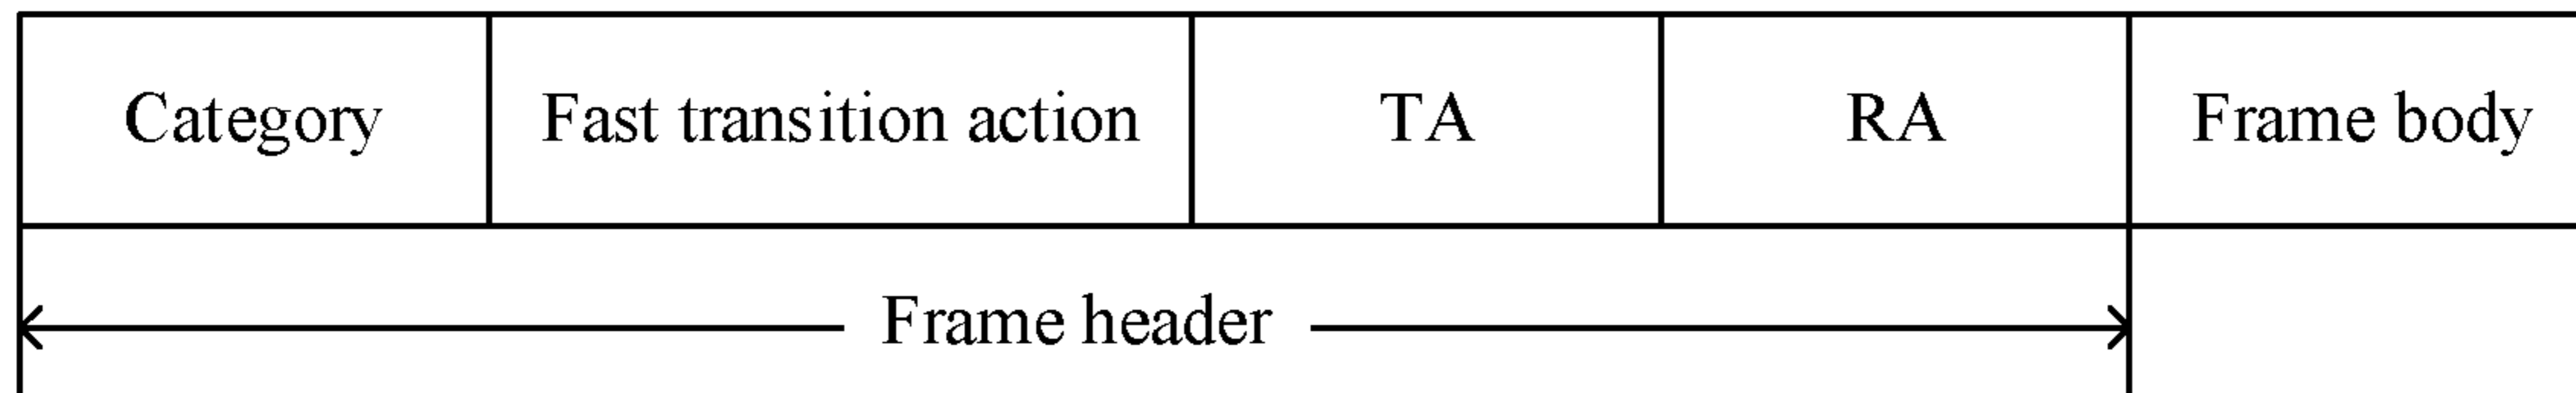 Category Fast transition action TA RA Frame body
Frame header